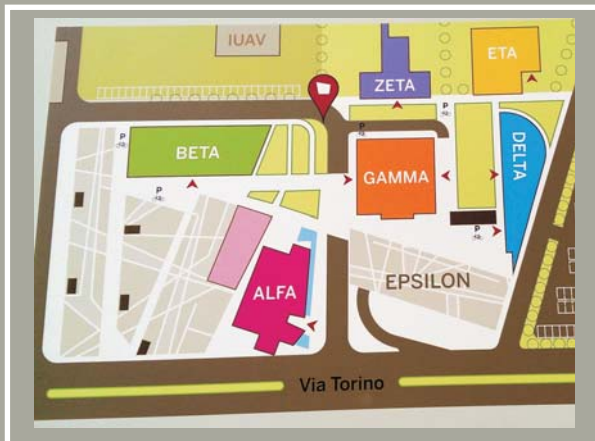 IUAV
ETA
ZETA
P
P
BETA
DELTA
GAMMA
P
P
P
EPSILON
ALFA
Via Torino